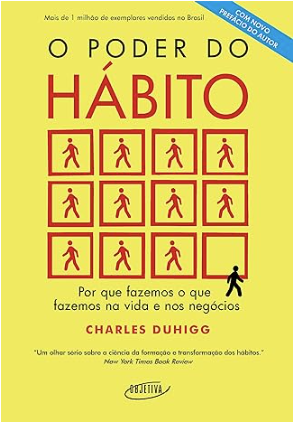 Mais de 1 milhão de exemplares vendidos no Brasil
COM NOVO
PREFÁCIO DO AUTOR
O PODER DO
HÁBITO
Por que fazemos o que
fazemos na vida e nos negócios
CHARLES DUHIGG
"Um olhar sério sobre a ciência da formação e transformação dos hábitos."
New York Times Book Review
OBJETIVA